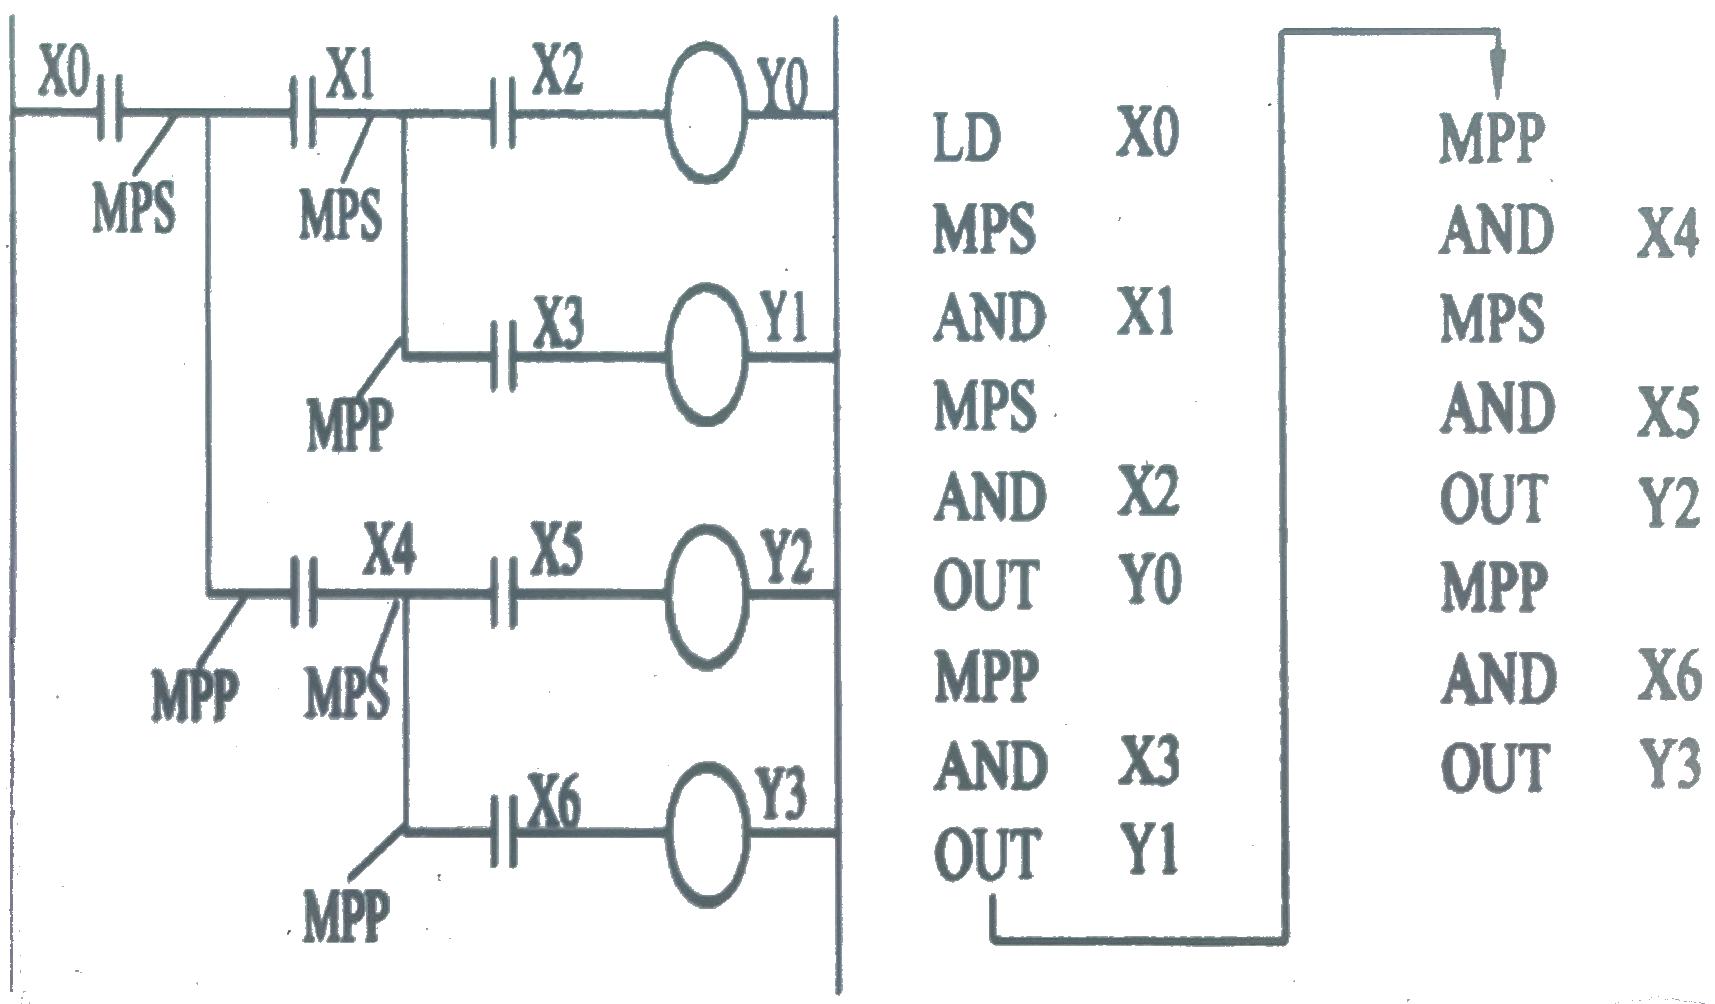 X0 X1 X2 Y0
MPS MPS
X3 Y1
MPP
X4 X5 Y2
MPP MPS
X6 Y3
MPP
LD X0
MPS
AND X1
MPS
AND X2
OUT Y0
MPP
AND X3
OUT Y1
MPP
AND X4
MPS
AND X5
OUT Y2
MPP
AND X6
OUT Y3